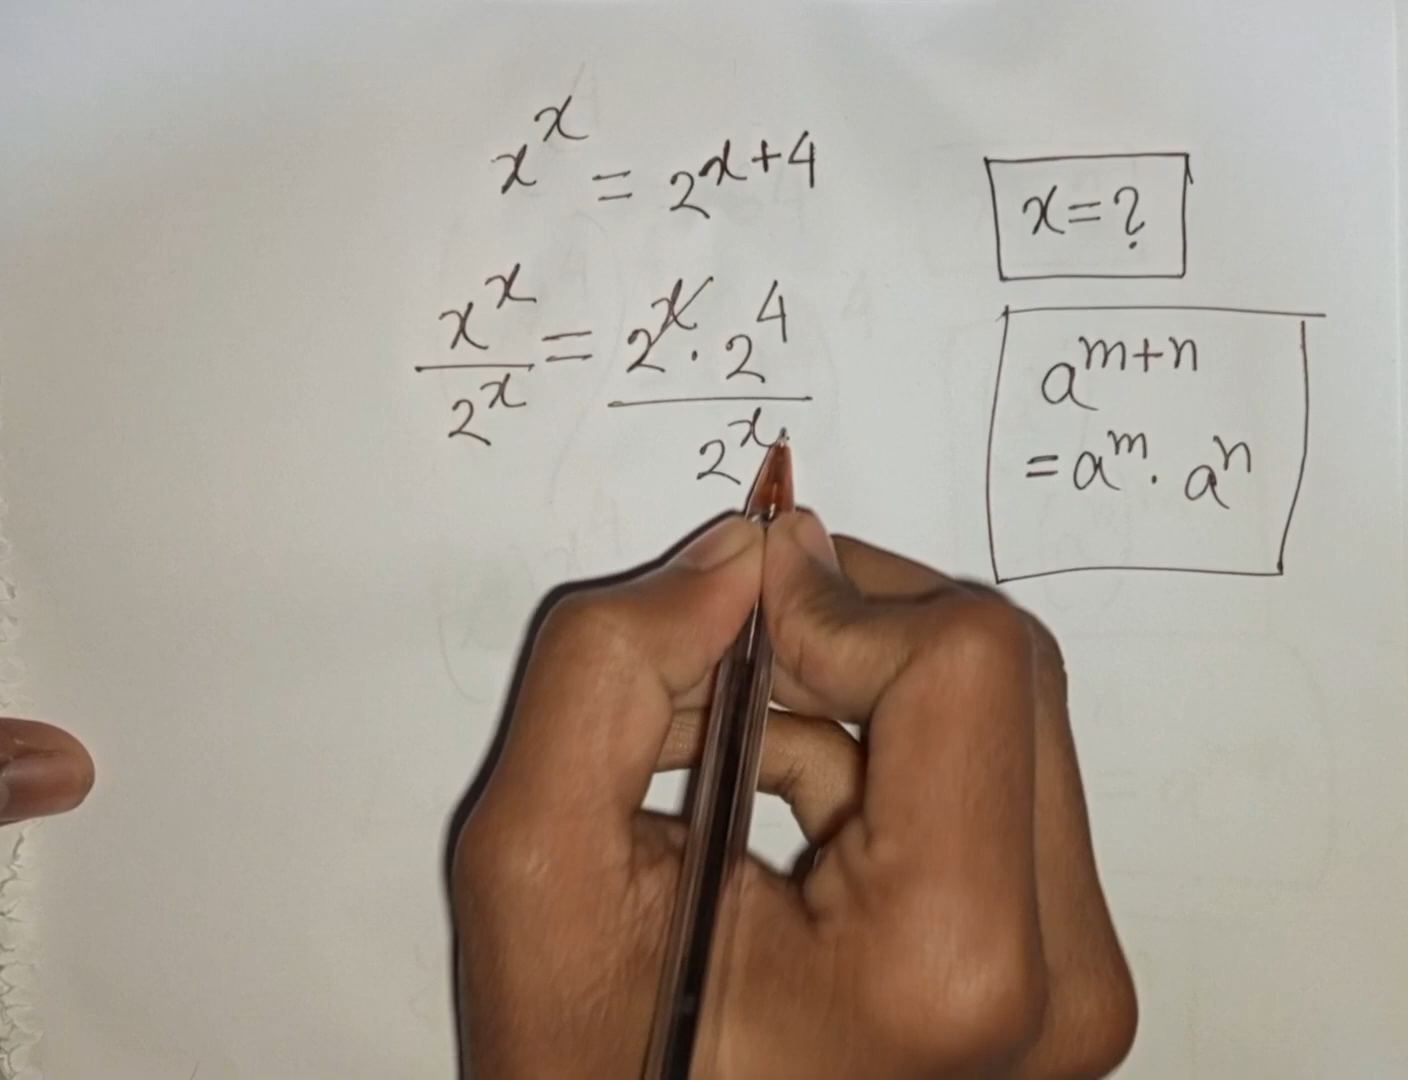 x^x = 2^{x+4}
x^x / 2^x = 2^x · 2^4 / 2^x
x = ?
a^{m+n}
= a^m · a^n